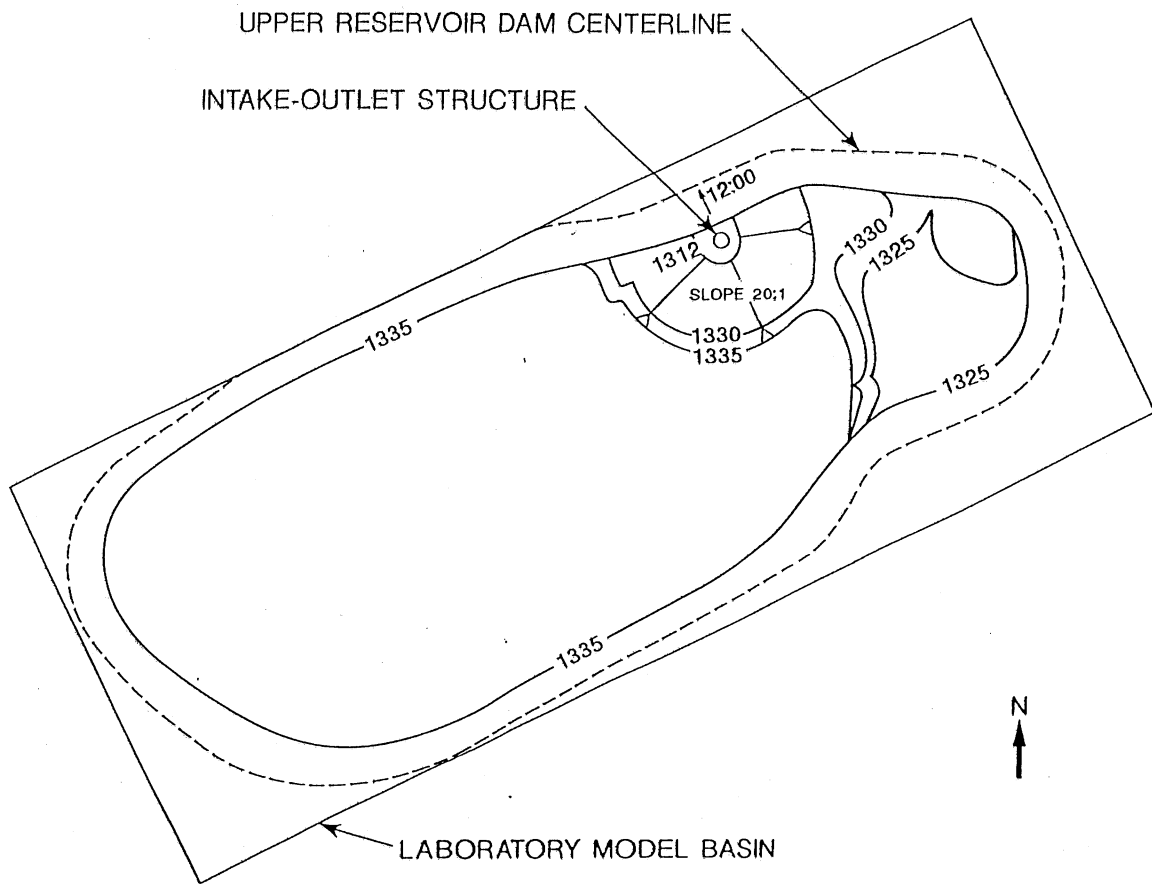 UPPER RESERVOIR DAM CENTERLINE
INTAKE-OUTLET STRUCTURE
12:00
1312
1330
1325
SLOPE 20;1
1330
1335
1335
1325
1335
N
LABORATORY MODEL BASIN